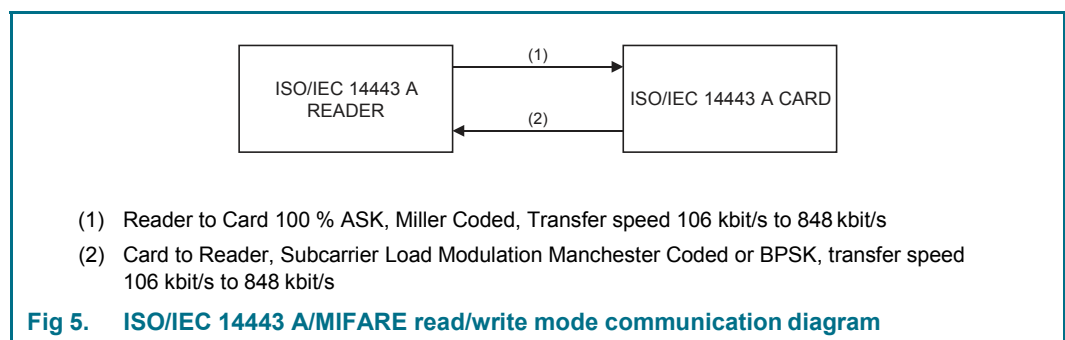 (1)
ISO/IEC 14443 A
READER
ISO/IEC 14443 A CARD
(2)
(1) Reader to Card 100 % ASK, Miller Coded, Transfer speed 106 kbit/s to 848 kbit/s
(2) Card to Reader, Subcarrier Load Modulation Manchester Coded or BPSK, transfer speed
106 kbit/s to 848 kbit/s
Fig 5. ISO/IEC 14443 A/MIFARE read/write mode communication diagram